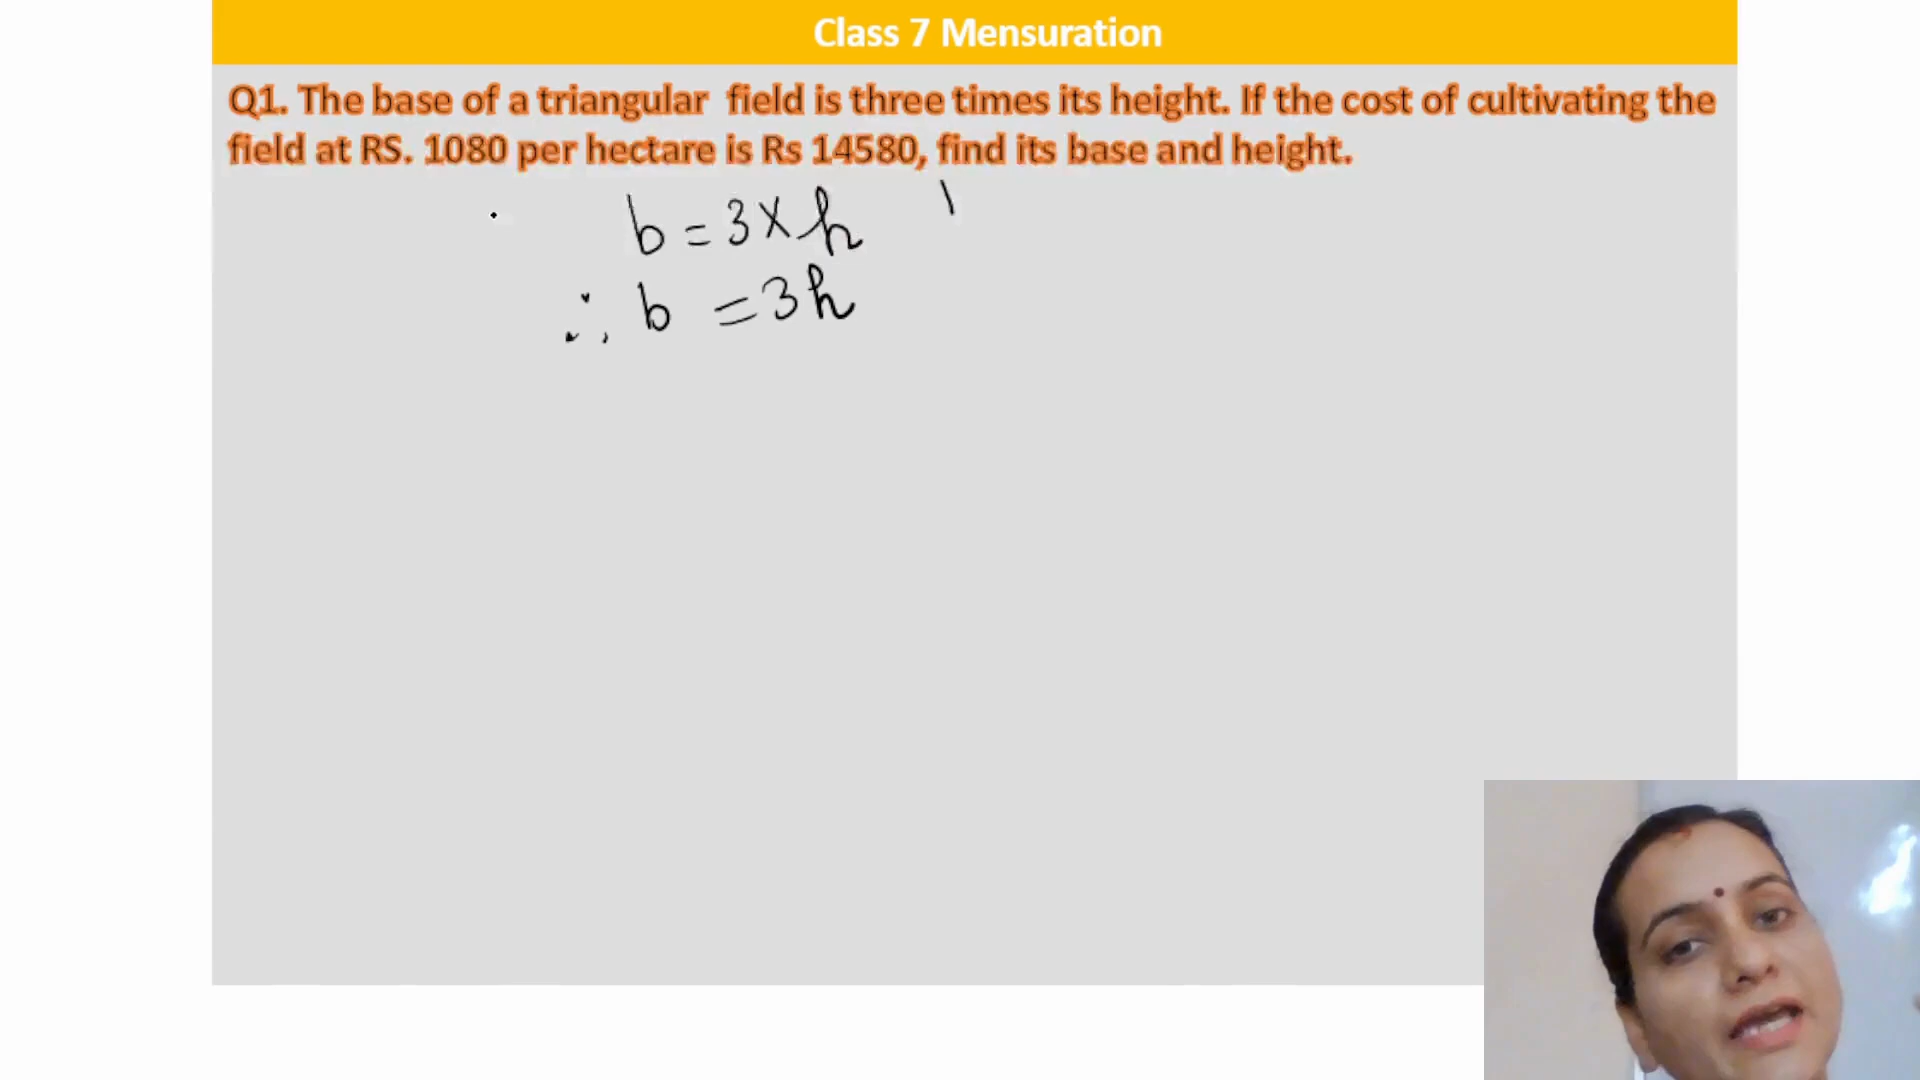 Class 7 Mensuration
Q1. The base of a triangular field is three times its height. If the cost of cultivating the
field at RS. 1080 per hectare is Rs 14580, find its base and height.
b = 3 × h
∴ b = 3h